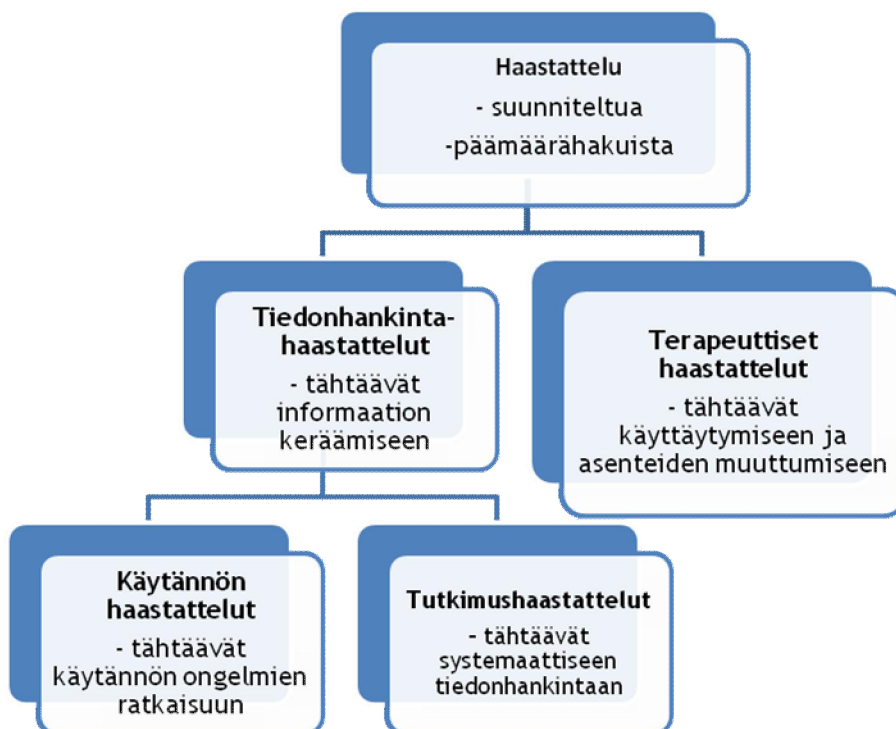 Haastattelu
- suunniteltua
-päämäärähakuista
Tiedonhankinta-
haastattelut
- tähtäävät
informaation
keräämiseen
Terapeuttiset
haastattelut
- tähtäävät
käyttäytymiseen ja
asenteiden muuttumiseen
Käytännön
haastattelut
- tähtäävät
käytännön ongelmien
ratkaisuun
Tutkimushaastattelut
- tähtäävät
systemaattiseen
tiedonhankintaan